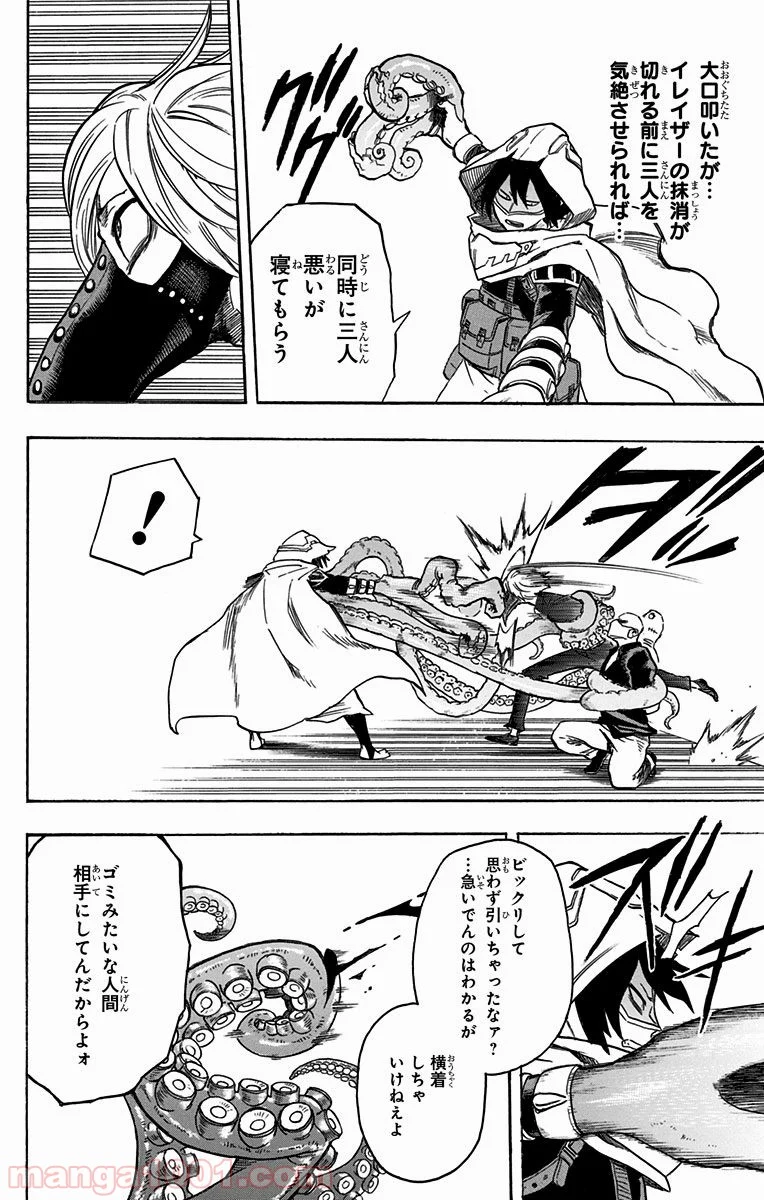 大口叩いたが…
イレイザーの抹消が
切れる前に三人を
気絶させられれば…
グググ
同時に三人
悪いが
寝てもらう
ダダ
！
ビックリして
思わず引いちゃったなァ？
…急いでんのはわかるが
横着
しちゃ
いけねえよ
ゴミみたいな人間
相手にしてんだからよォ
manga1001.com